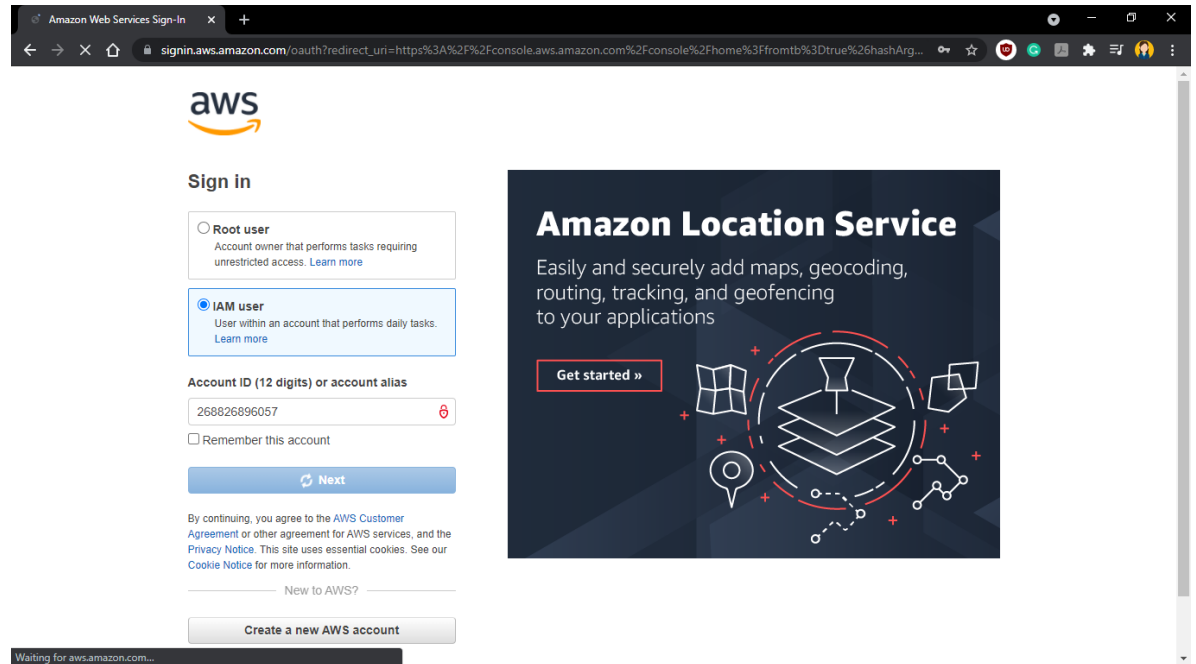 Amazon Web Services Sign-In
signin.aws.amazon.com/oauth?redirect_uri=https%3A%2F%2Fconsole.aws.amazon.com%2Fconsole%2Fhome%3Ffromtb%3Dtrue%26hashArg...
aws
Sign in
Root user
Account owner that performs tasks requiring
unrestricted access. Learn more
IAM user
User within an account that performs daily tasks.
Learn more
Account ID (12 digits) or account alias
268826896057
Remember this account
Next
By continuing, you agree to the AWS Customer
Agreement or other agreement for AWS services, and the
Privacy Notice. This site uses essential cookies. See our
Cookie Notice for more information.
New to AWS?
Create a new AWS account
Amazon Location Service
Easily and securely add maps, geocoding,
routing, tracking, and geofencing
to your applications
Get started »
Waiting for aws.amazon.com...